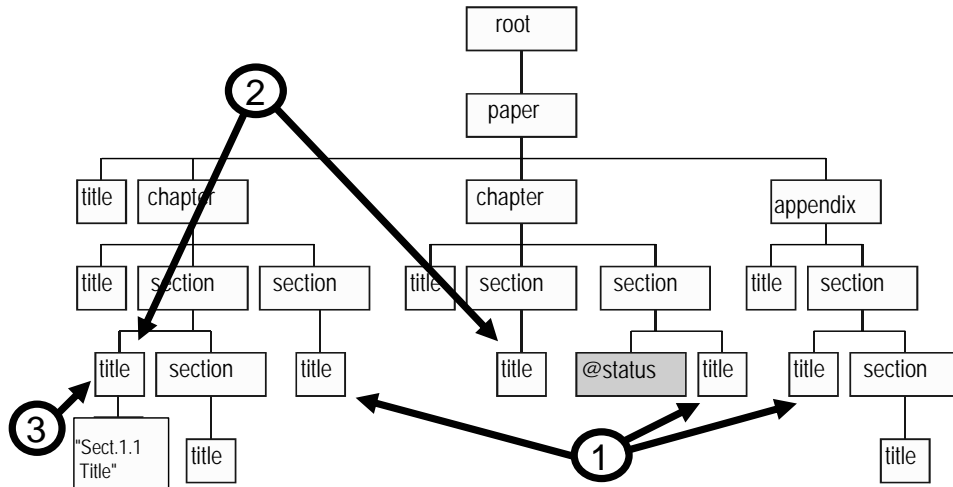 root
2
paper
title
chapter
chapter
appendix
title
section
section
title
section
section
title
section
title
section
title
title
@status
title
title
section
3
"Sect.1.1
Title"
title
1
title